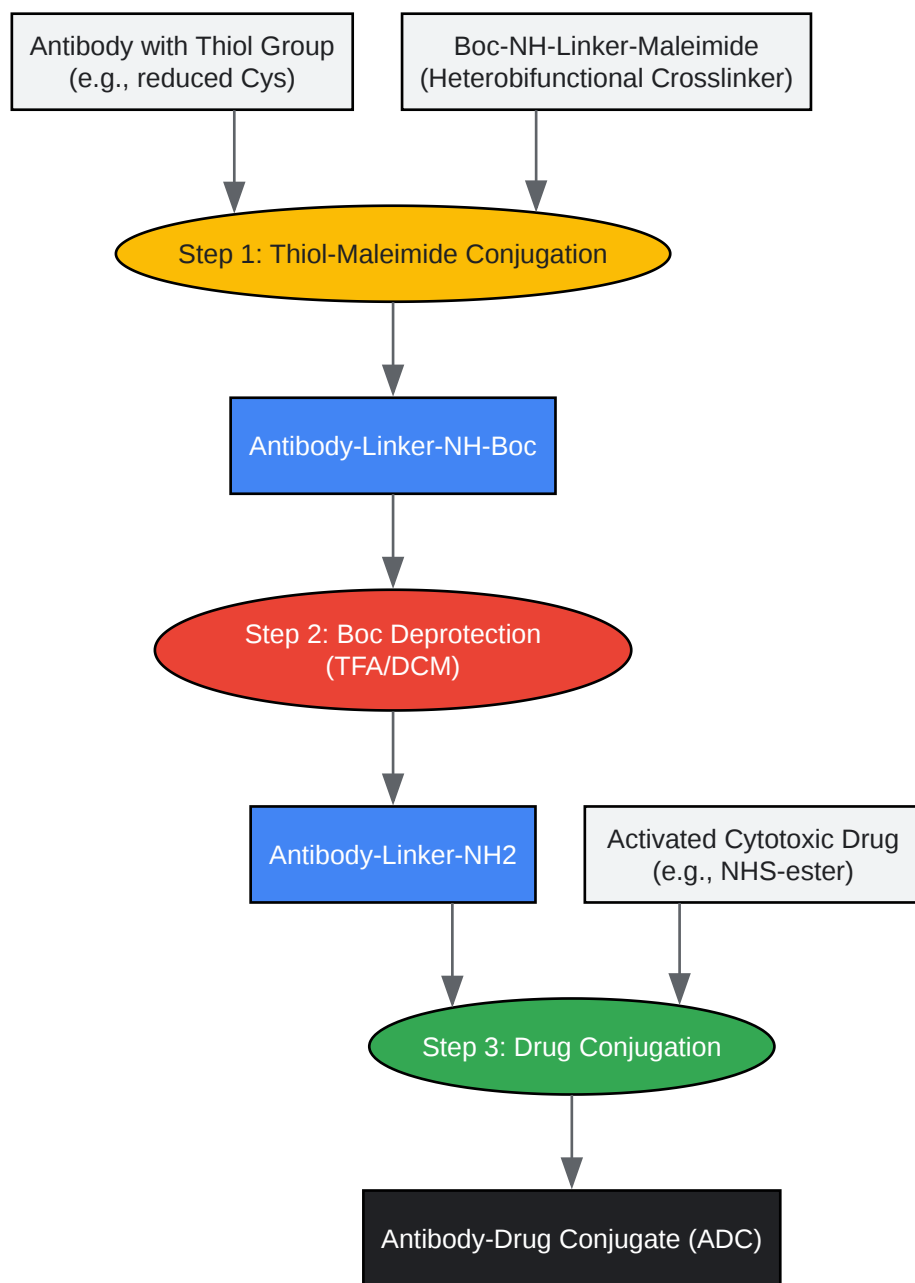 Antibody with Thiol Group
(e.g., reduced Cys)
Boc-NH-Linker-Maleimide
(Heterobifunctional Crosslinker)
Step 1: Thiol-Maleimide Conjugation
Antibody-Linker-NH-Boc
Step 2: Boc Deprotection
(TFA/DCM)
Antibody-Linker-NH2
Activated Cytotoxic Drug
(e.g., NHS-ester)
Step 3: Drug Conjugation
Antibody-Drug Conjugate (ADC)